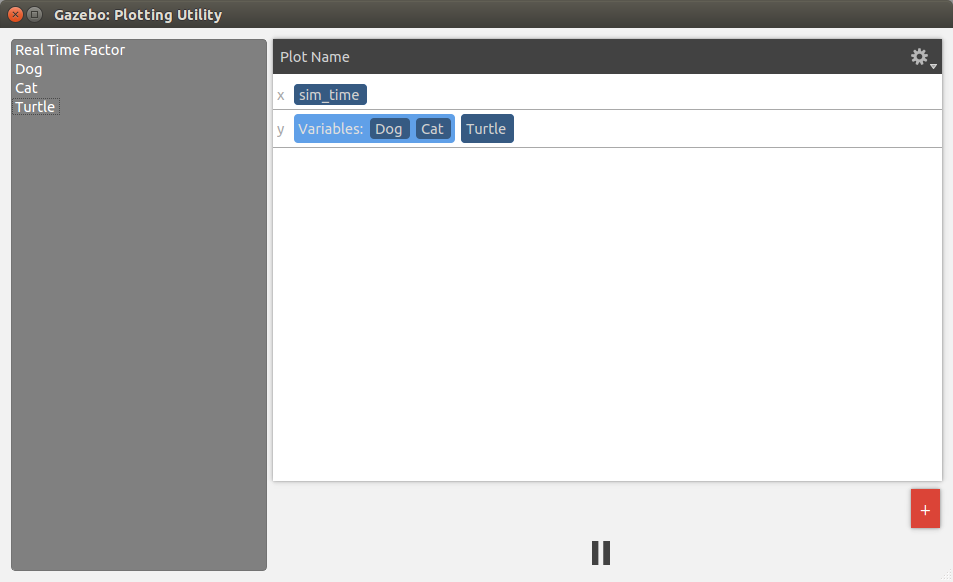 Gazebo: Plotting Utility
Real Time Factor
Dog
Cat
Turtle
Plot Name
x sim_time
y Variables: Dog Cat Turtle
+